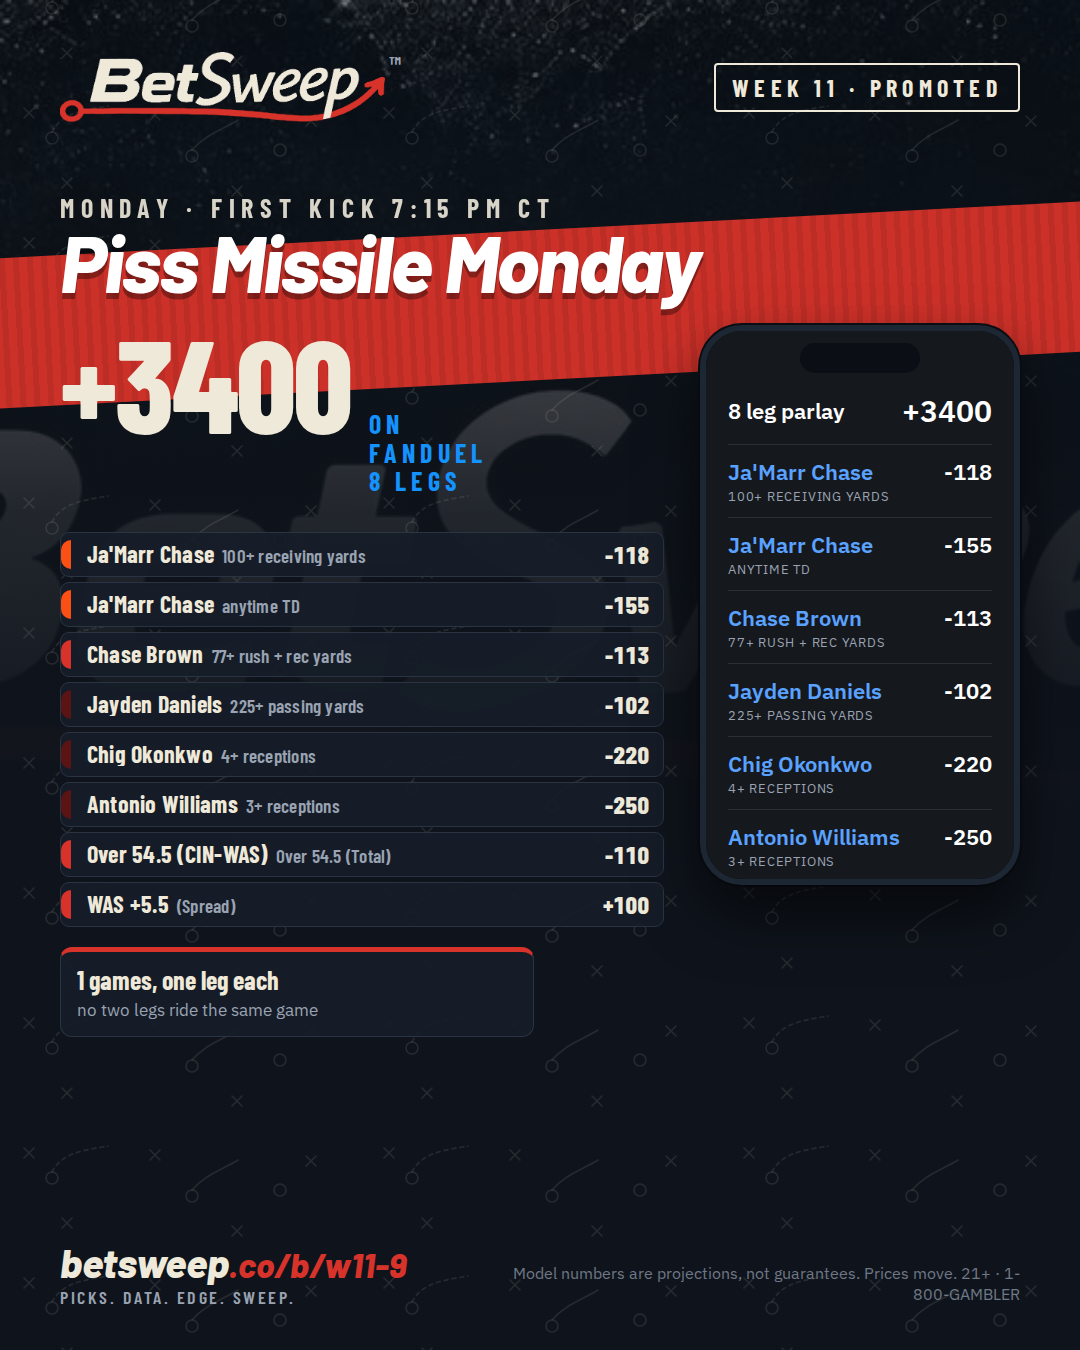 BetSweep™
WEEK 11 · PROMOTED
MONDAY · FIRST KICK 7:15 PM CT
Piss Missile Monday
+3400
ON
FANDUEL
8 LEGS
Ja'Marr Chase 100+ receiving yards -118
Ja'Marr Chase anytime TD -155
Chase Brown 77+ rush + rec yards -113
Jayden Daniels 225+ passing yards -102
Chig Okonkwo 4+ receptions -220
Antonio Williams 3+ receptions -250
Over 54.5 (CIN-WAS) Over 54.5 (Total) -110
WAS +5.5 (Spread) +100
1 games, one leg each
no two legs ride the same game
8 leg parlay +3400
Ja'Marr Chase -118
100+ RECEIVING YARDS
Ja'Marr Chase -155
ANYTIME TD
Chase Brown -113
77+ RUSH + REC YARDS
Jayden Daniels -102
225+ PASSING YARDS
Chig Okonkwo -220
4+ RECEPTIONS
Antonio Williams -250
3+ RECEPTIONS
betsweep.co/b/w11-9
PICKS. DATA. EDGE. SWEEP.
Model numbers are projections, not guarantees. Prices move. 21+ · 1-
800-GAMBLER